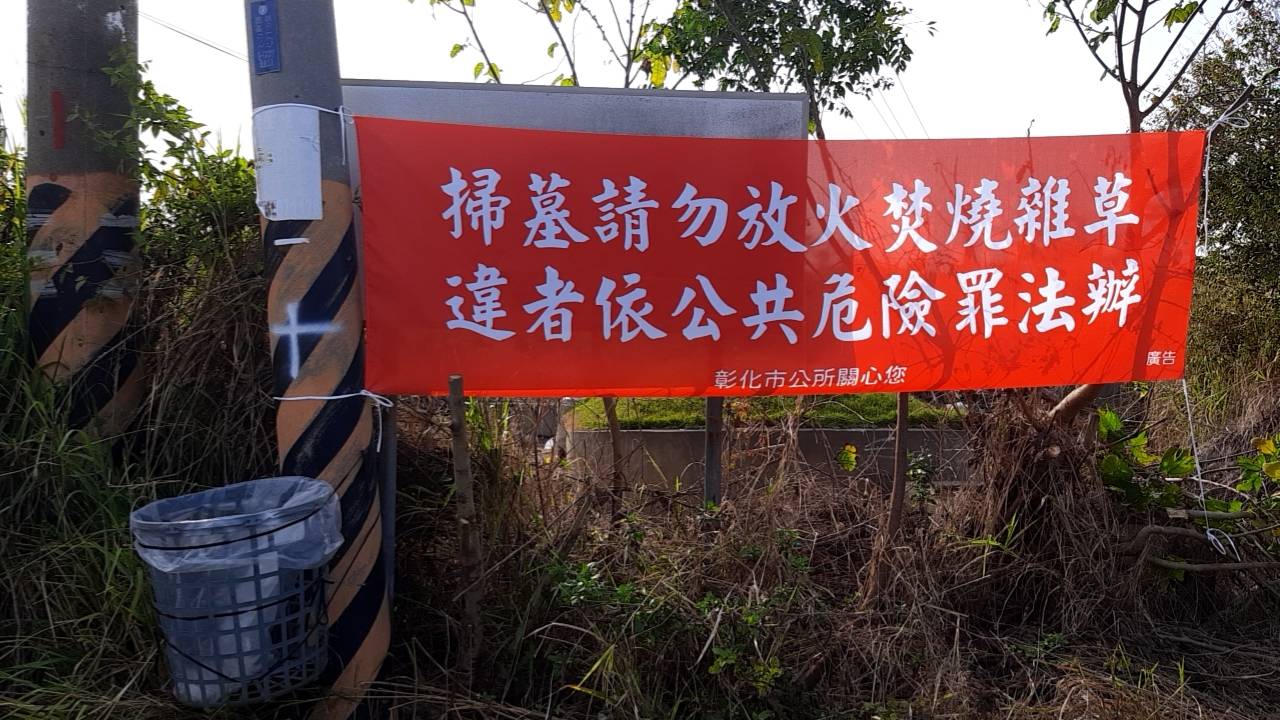 掃墓請勿放火焚燒雜草
違者依公共危險罪法辦
彰化市公所關心您
廣告